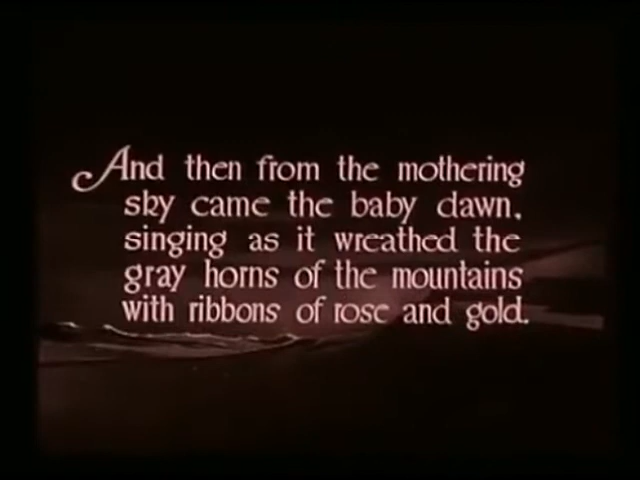 And then from the mothering
sky came the baby dawn,
singing as it wreathed the
gray horns of the mountains
with ribbons of rose and gold.